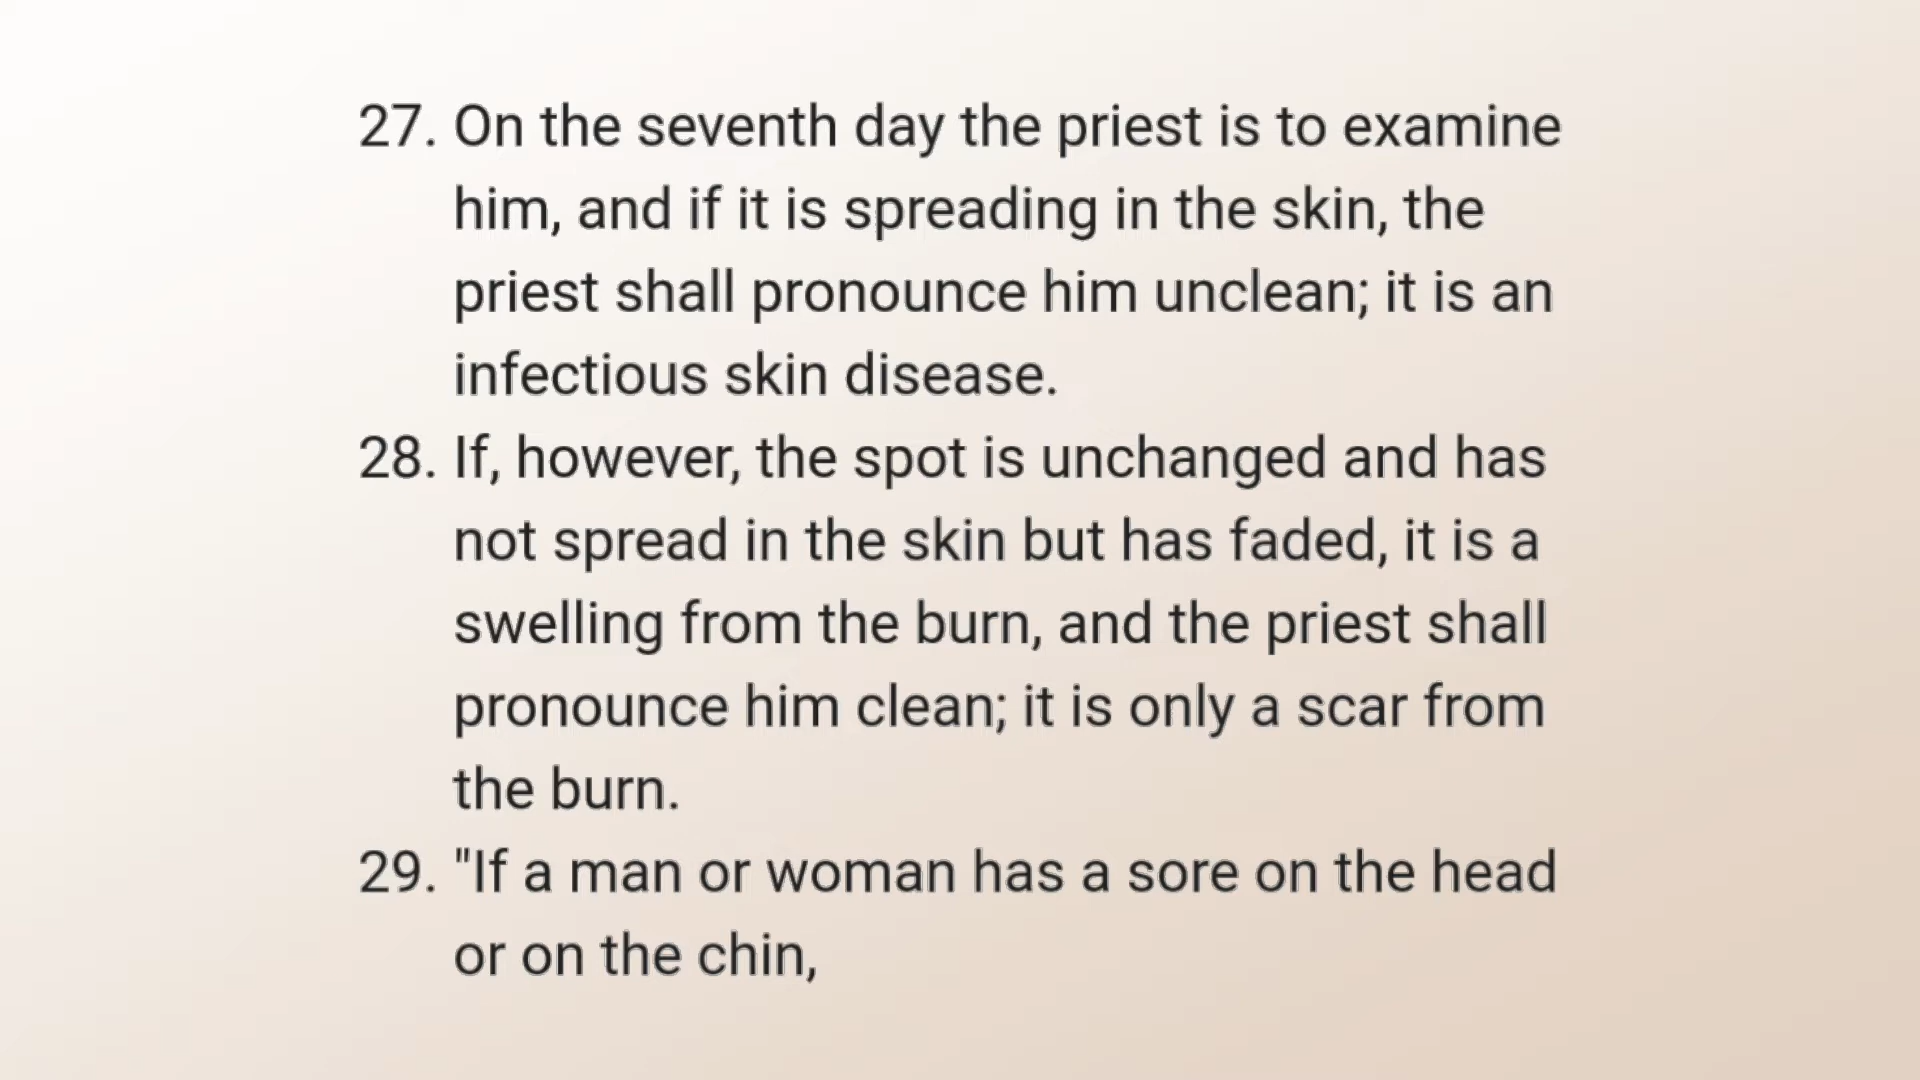 27. On the seventh day the priest is to examine
him, and if it is spreading in the skin, the
priest shall pronounce him unclean; it is an
infectious skin disease.
28. If, however, the spot is unchanged and has
not spread in the skin but has faded, it is a
swelling from the burn, and the priest shall
pronounce him clean; it is only a scar from
the burn.
29. "If a man or woman has a sore on the head
or on the chin,